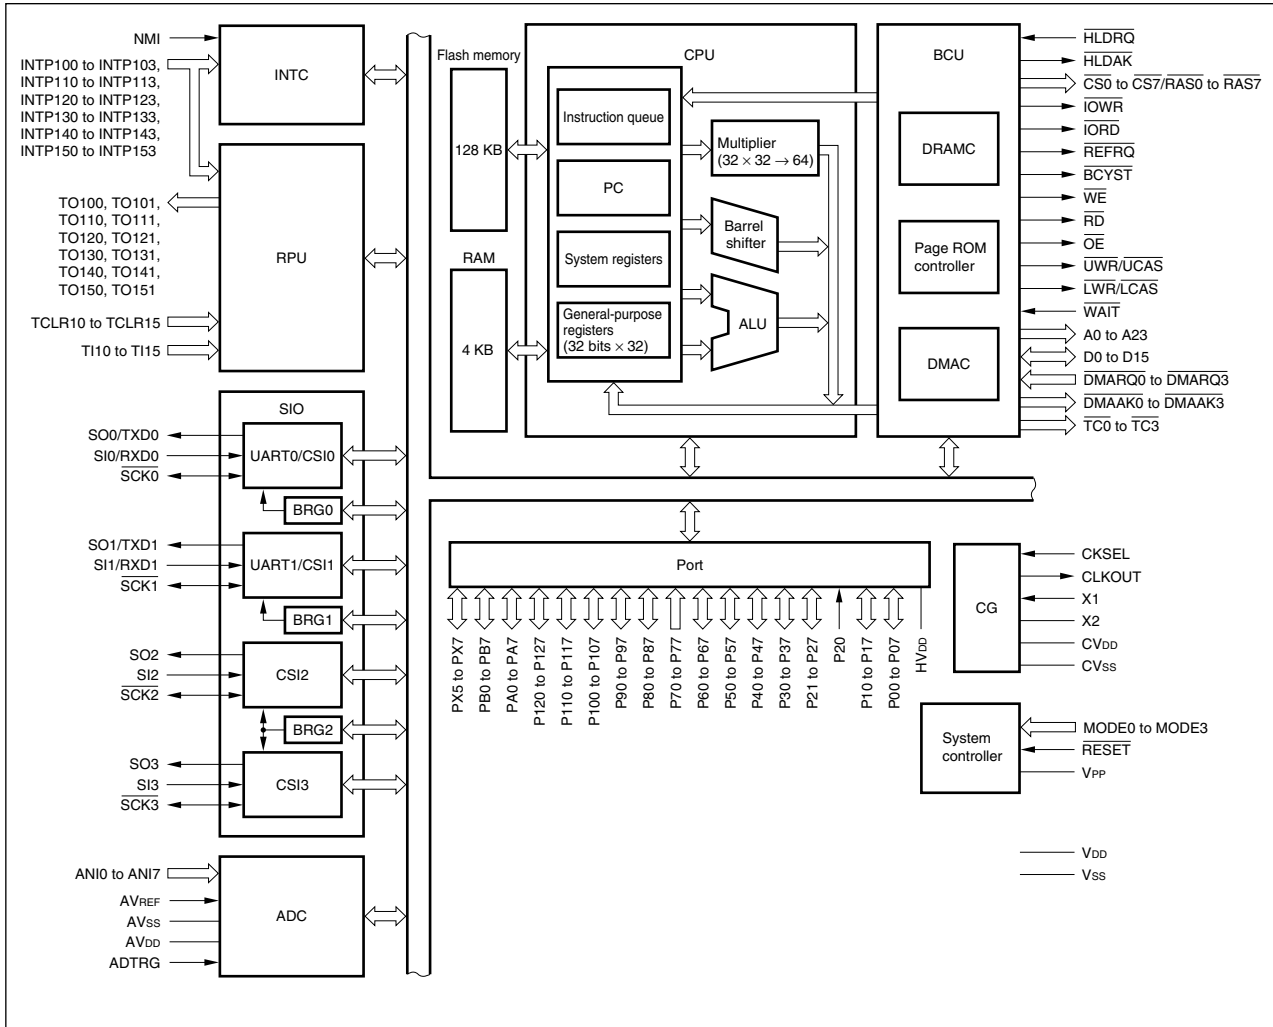 NMI
INTP100 to INTP103,
INTP110 to INTP113,
INTP120 to INTP123,
INTP130 to INTP133,
INTP140 to INTP143,
INTP150 to INTP153
TO100, TO101,
TO110, TO111,
TO120, TO121,
TO130, TO131,
TO140, TO141,
TO150, TO151
TCLR10 to TCLR15
TI10 to TI15
INTC
RPU
SIO
SO0/TXD0
SI0/RXD0
SCK0
UART0/CSI0
BRG0
SO1/TXD1
SI1/RXD1
SCK1
UART1/CSI1
BRG1
SO2
SI2
SCK2
CSI2
BRG2
SO3
SI3
SCK3
CSI3
ANI0 to ANI7
AVREF
AVSS
AVDD
ADTRG
ADC
Flash memory
128 KB
RAM
4 KB
CPU
Instruction queue
PC
System registers
General-purpose
registers
(32 bits × 32)
Multiplier
(32 × 32 → 64)
Barrel
shifter
ALU
BCU
DRAMC
Page ROM
controller
DMAC
HLDRQ
HLDAK
CS0 to CS7/RAS0 to RAS7
IOWR
IORD
REFRQ
BCYST
WE
RD
OE
UWR/UCAS
LWR/LCAS
WAIT
A0 to A23
D0 to D15
DMARQ0 to DMARQ3
DMAAK0 to DMAAK3
TC0 to TC3
Port
PX5 to PX7
PB0 to PB7
PA0 to PA7
P120 to P127
P110 to P117
P100 to P107
P90 to P97
P80 to P87
P70 to P77
P60 to P67
P50 to P57
P40 to P47
P30 to P37
P21 to P27
P20
P10 to P17
P00 to P07
HVDD
CG
CKSEL
CLKOUT
X1
X2
CVDD
CVSS
System
controller
MODE0 to MODE3
RESET
VPP
VDD
VSS